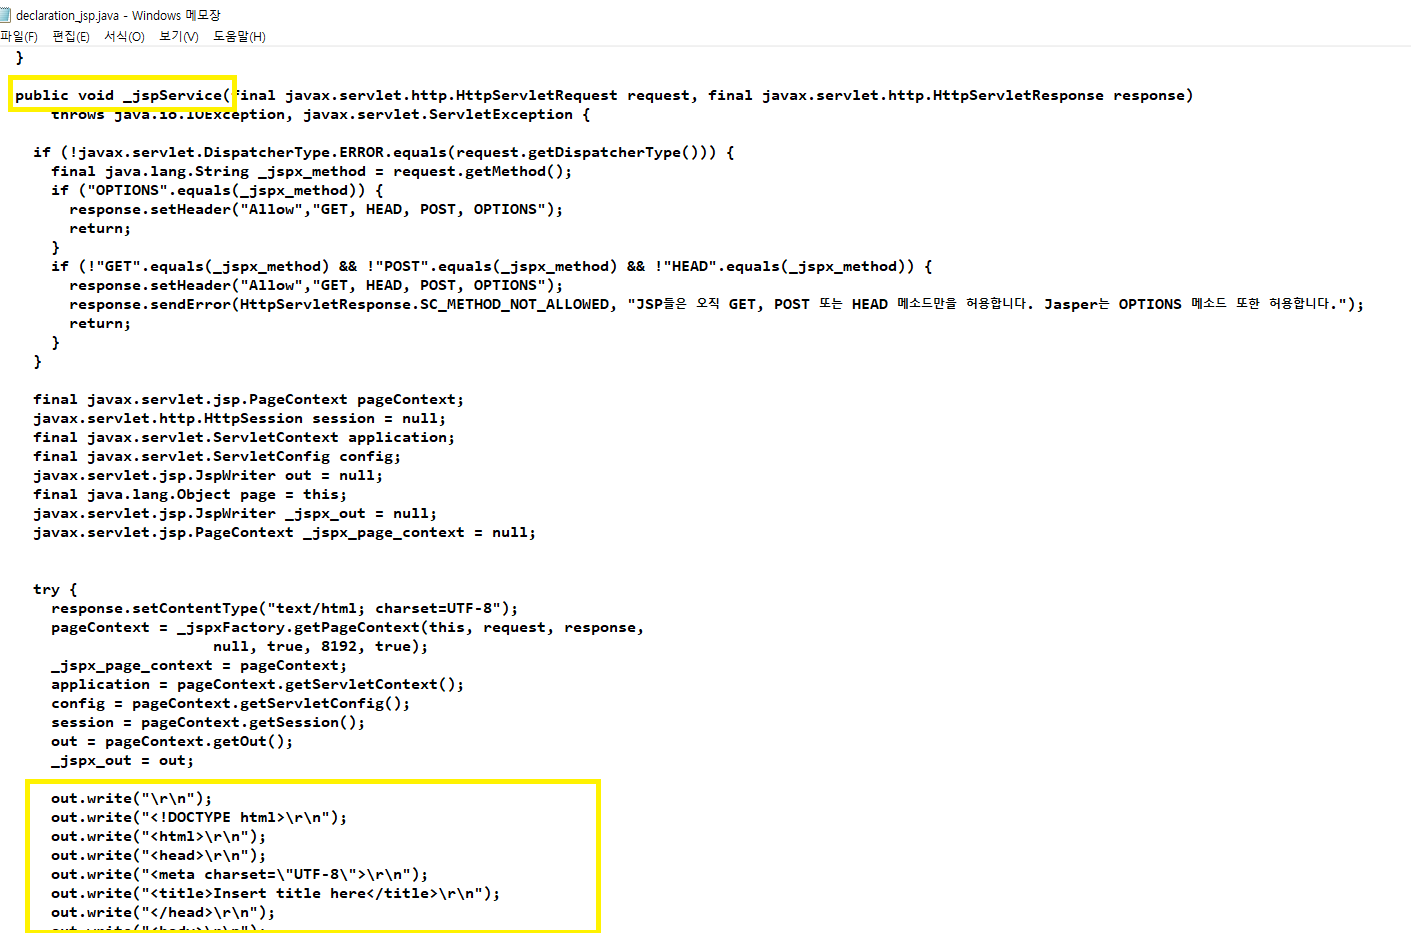 declaration_jsp.java - Windows 메모장
파일(F) 편집(E) 서식(O) 보기(V) 도움말(H)
}
public void _jspService(final javax.servlet.http.HttpServletRequest request, final javax.servlet.http.HttpServletResponse response)
throws java.io.IOException, javax.servlet.ServletException {
if (!javax.servlet.DispatcherType.ERROR.equals(request.getDispatcherType())) {
final java.lang.String _jspx_method = request.getMethod();
if ("OPTIONS".equals(_jspx_method)) {
response.setHeader("Allow","GET, HEAD, POST, OPTIONS");
return;
}
if (!"GET".equals(_jspx_method) && !"POST".equals(_jspx_method) && !"HEAD".equals(_jspx_method)) {
response.setHeader("Allow","GET, HEAD, POST, OPTIONS");
response.sendError(HttpServletResponse.SC_METHOD_NOT_ALLOWED, "JSP들은 오직 GET, POST 또는 HEAD 메소드만을 허용합니다. Jasper는 OPTIONS 메소드 또한 허용합니다.");
return;
}
}
final javax.servlet.jsp.PageContext pageContext;
javax.servlet.http.HttpSession session = null;
final javax.servlet.ServletContext application;
final javax.servlet.ServletConfig config;
javax.servlet.jsp.JspWriter out = null;
final java.lang.Object page = this;
javax.servlet.jsp.JspWriter _jspx_out = null;
javax.servlet.jsp.PageContext _jspx_page_context = null;
try {
response.setContentType("text/html; charset=UTF-8");
pageContext = _jspxFactory.getPageContext(this, request, response,
null, true, 8192, true);
_jspx_page_context = pageContext;
application = pageContext.getServletContext();
config = pageContext.getServletConfig();
session = pageContext.getSession();
out = pageContext.getOut();
_jspx_out = out;
out.write("\r\n");
out.write("<!DOCTYPE html>\r\n");
out.write("<html>\r\n");
out.write("<head>\r\n");
out.write("<meta charset=\"UTF-8\">\r\n");
out.write("<title>Insert title here</title>\r\n");
out.write("</head>\r\n");
out.write("<body>\r\n");